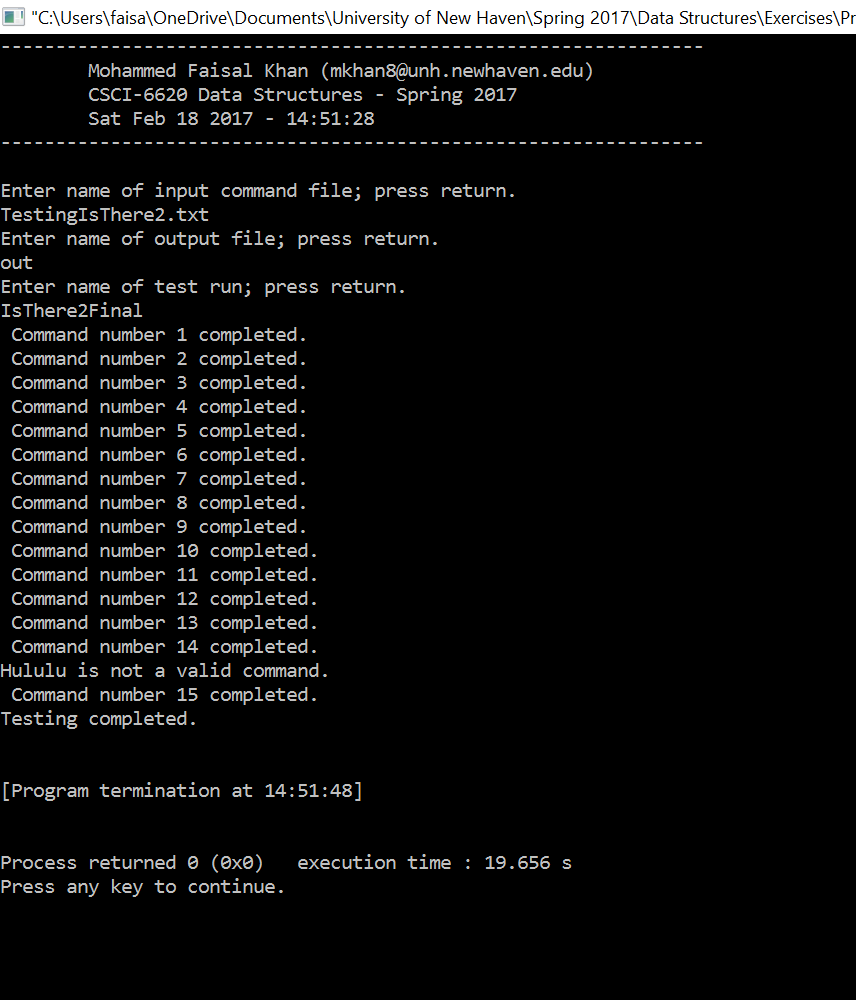 "C:\Users\faisa\OneDrive\Documents\University of New Haven\Spring 2017\Data Structures\Exercises\Pr
----------------------------------------------------------------
        Mohammed Faisal Khan (mkhan8@unh.newhaven.edu)
        CSCI-6620 Data Structures - Spring 2017
        Sat Feb 18 2017 - 14:51:28
----------------------------------------------------------------
Enter name of input command file; press return.
TestingIsThere2.txt
Enter name of output file; press return.
out
Enter name of test run; press return.
IsThere2Final
 Command number 1 completed.
 Command number 2 completed.
 Command number 3 completed.
 Command number 4 completed.
 Command number 5 completed.
 Command number 6 completed.
 Command number 7 completed.
 Command number 8 completed.
 Command number 9 completed.
 Command number 10 completed.
 Command number 11 completed.
 Command number 12 completed.
 Command number 13 completed.
 Command number 14 completed.
Hululu is not a valid command.
 Command number 15 completed.
Testing completed.
[Program termination at 14:51:48]
Process returned 0 (0x0)   execution time : 19.656 s
Press any key to continue.